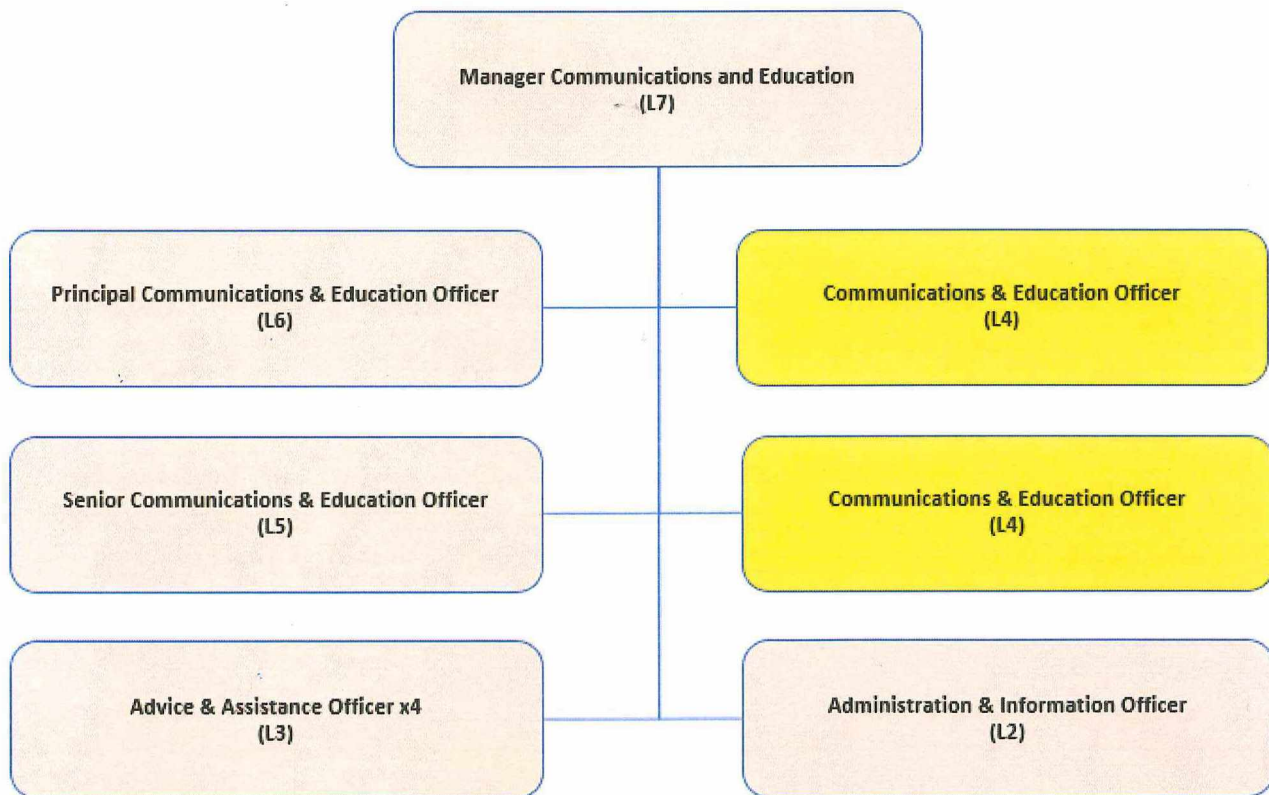 Manager Communications and Education
(L7)
Principal Communications & Education Officer
(L6)
Communications & Education Officer
(L4)
Senior Communications & Education Officer
(L5)
Communications & Education Officer
(L4)
Advice & Assistance Officer x4
(L3)
Administration & Information Officer
(L2)